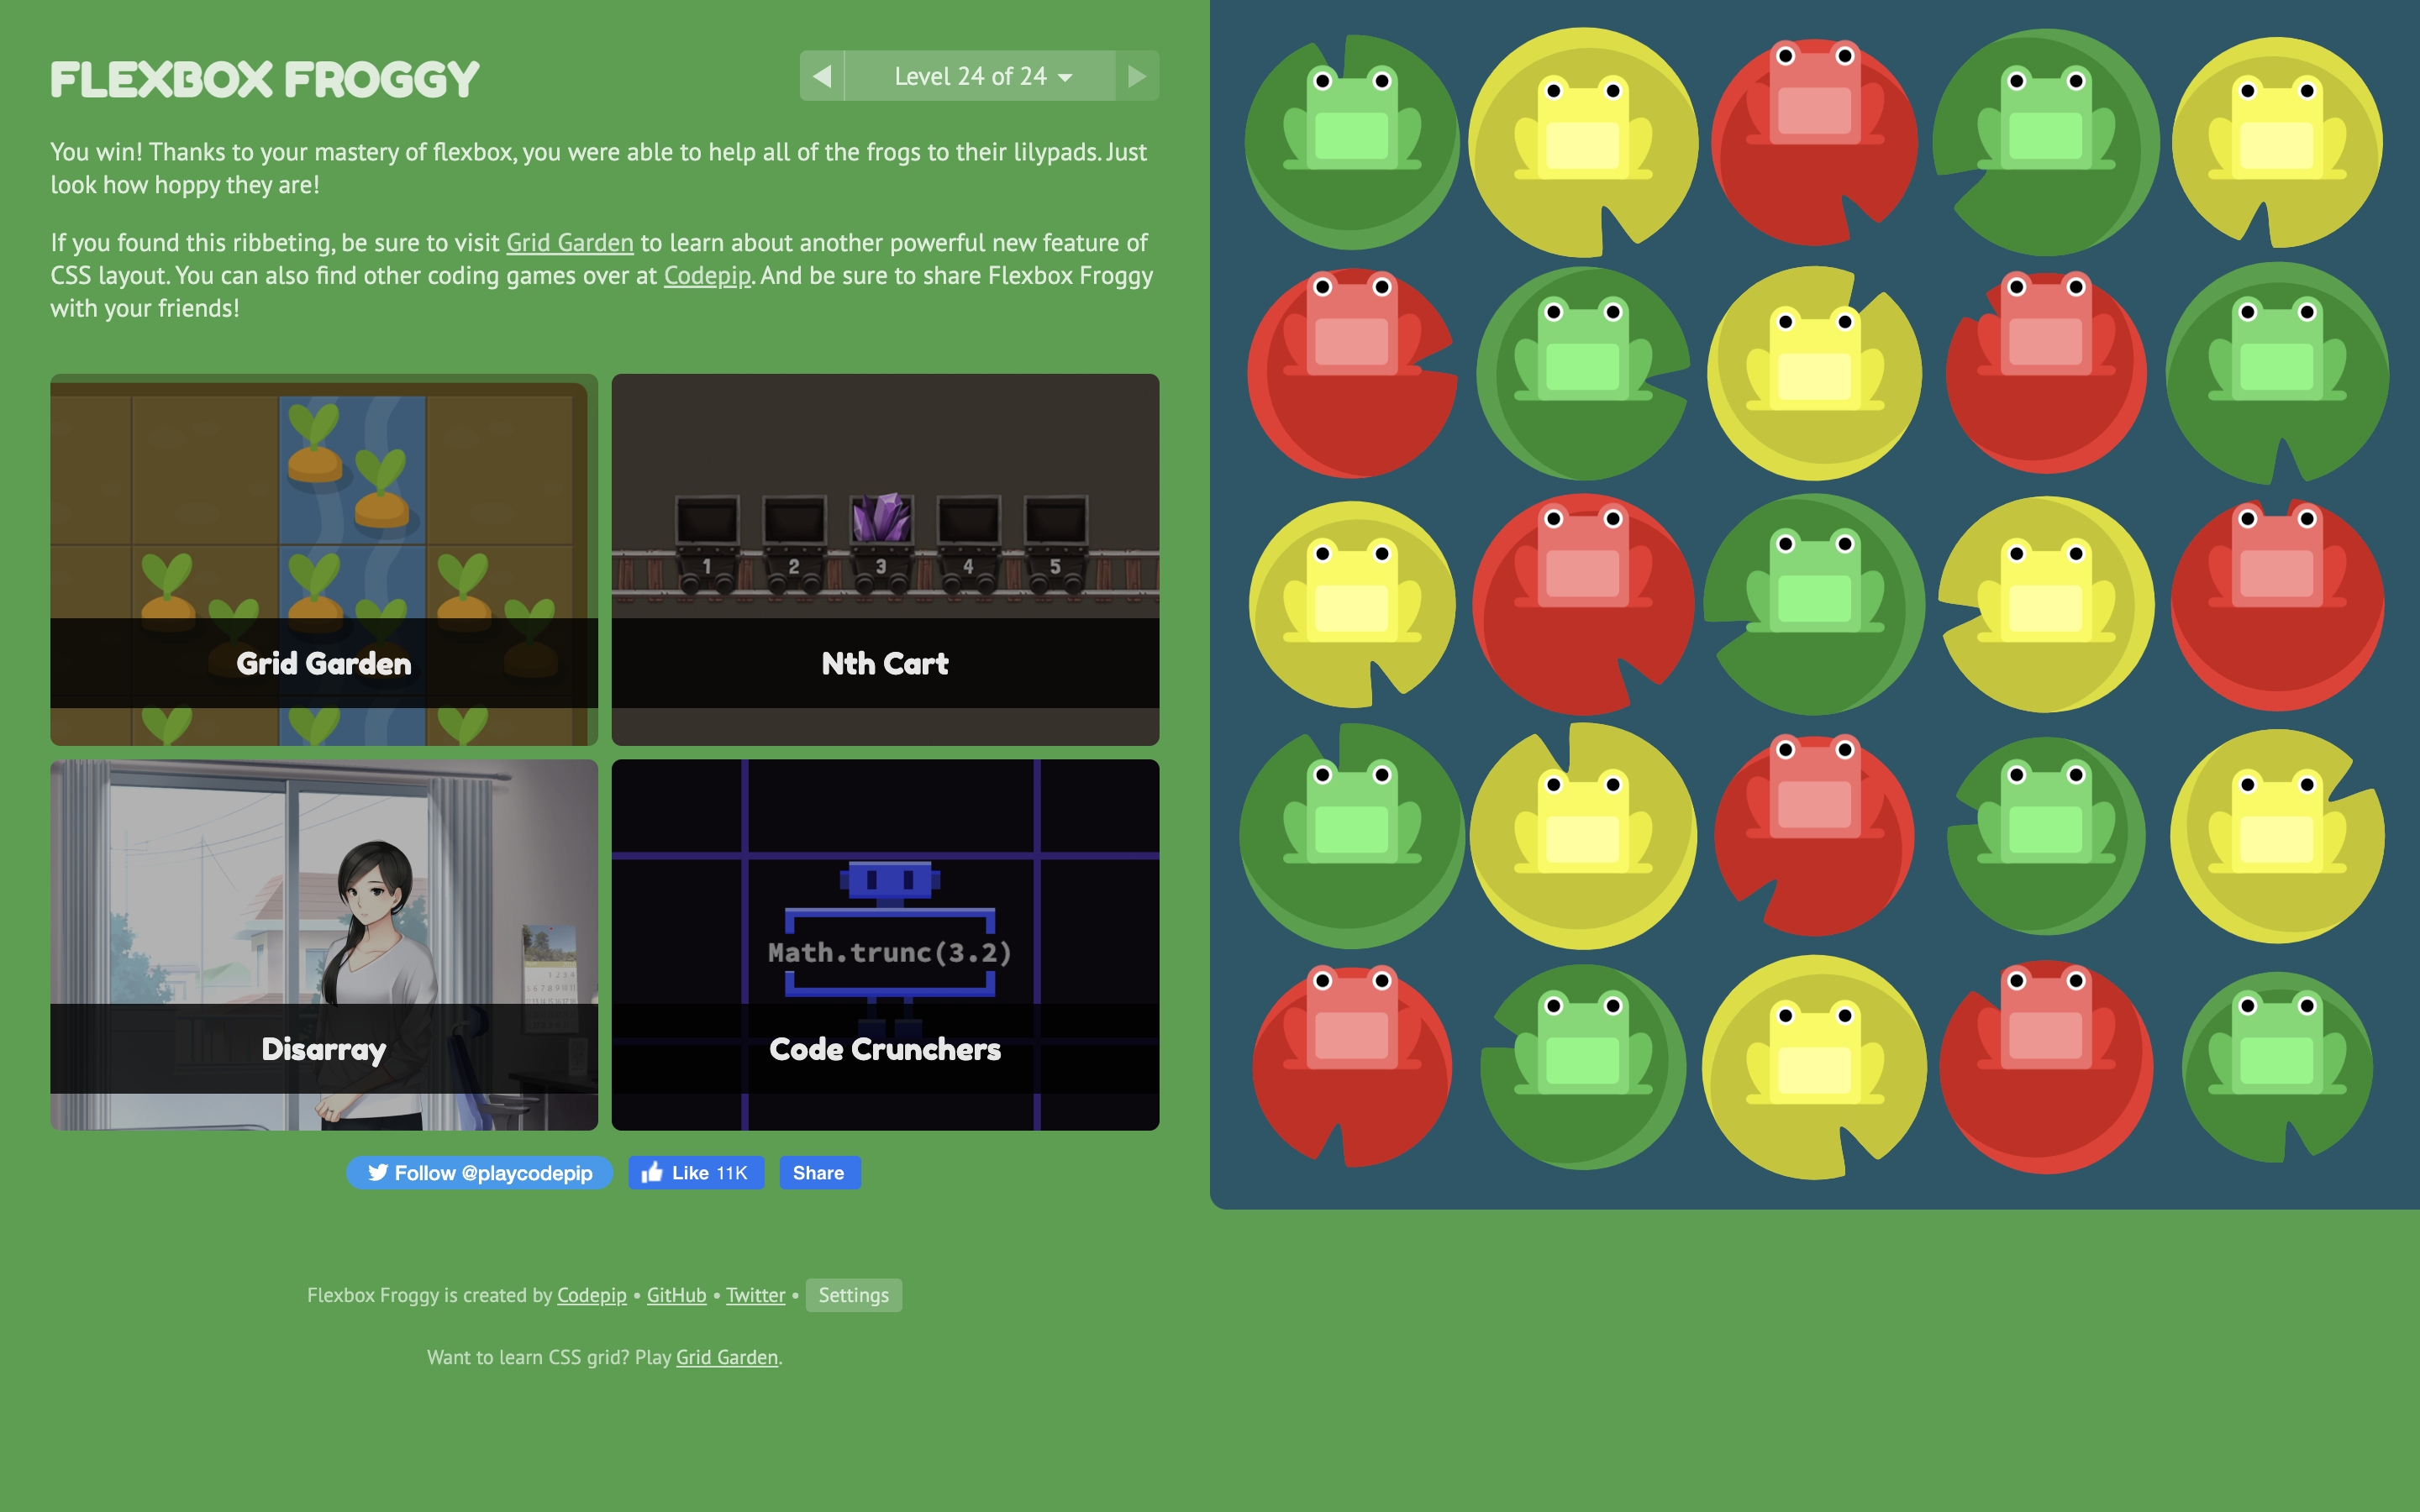 FLEXBOX FROGGY
Level 24 of 24
You win! Thanks to your mastery of flexbox, you were able to help all of the frogs to their lilypads. Just
look how hoppy they are!
If you found this ribbeting, be sure to visit Grid Garden to learn about another powerful new feature of
CSS layout. You can also find other coding games over at Codepip. And be sure to share Flexbox Froggy
with your friends!
1 2 3 4 5
Grid Garden
Nth Cart
Math.trunc(3.2)
Disarray
Code Crunchers
Follow @playcodepip
Like 11K
Share
Flexbox Froggy is created by Codepip • GitHub • Twitter • Settings
Want to learn CSS grid? Play Grid Garden.